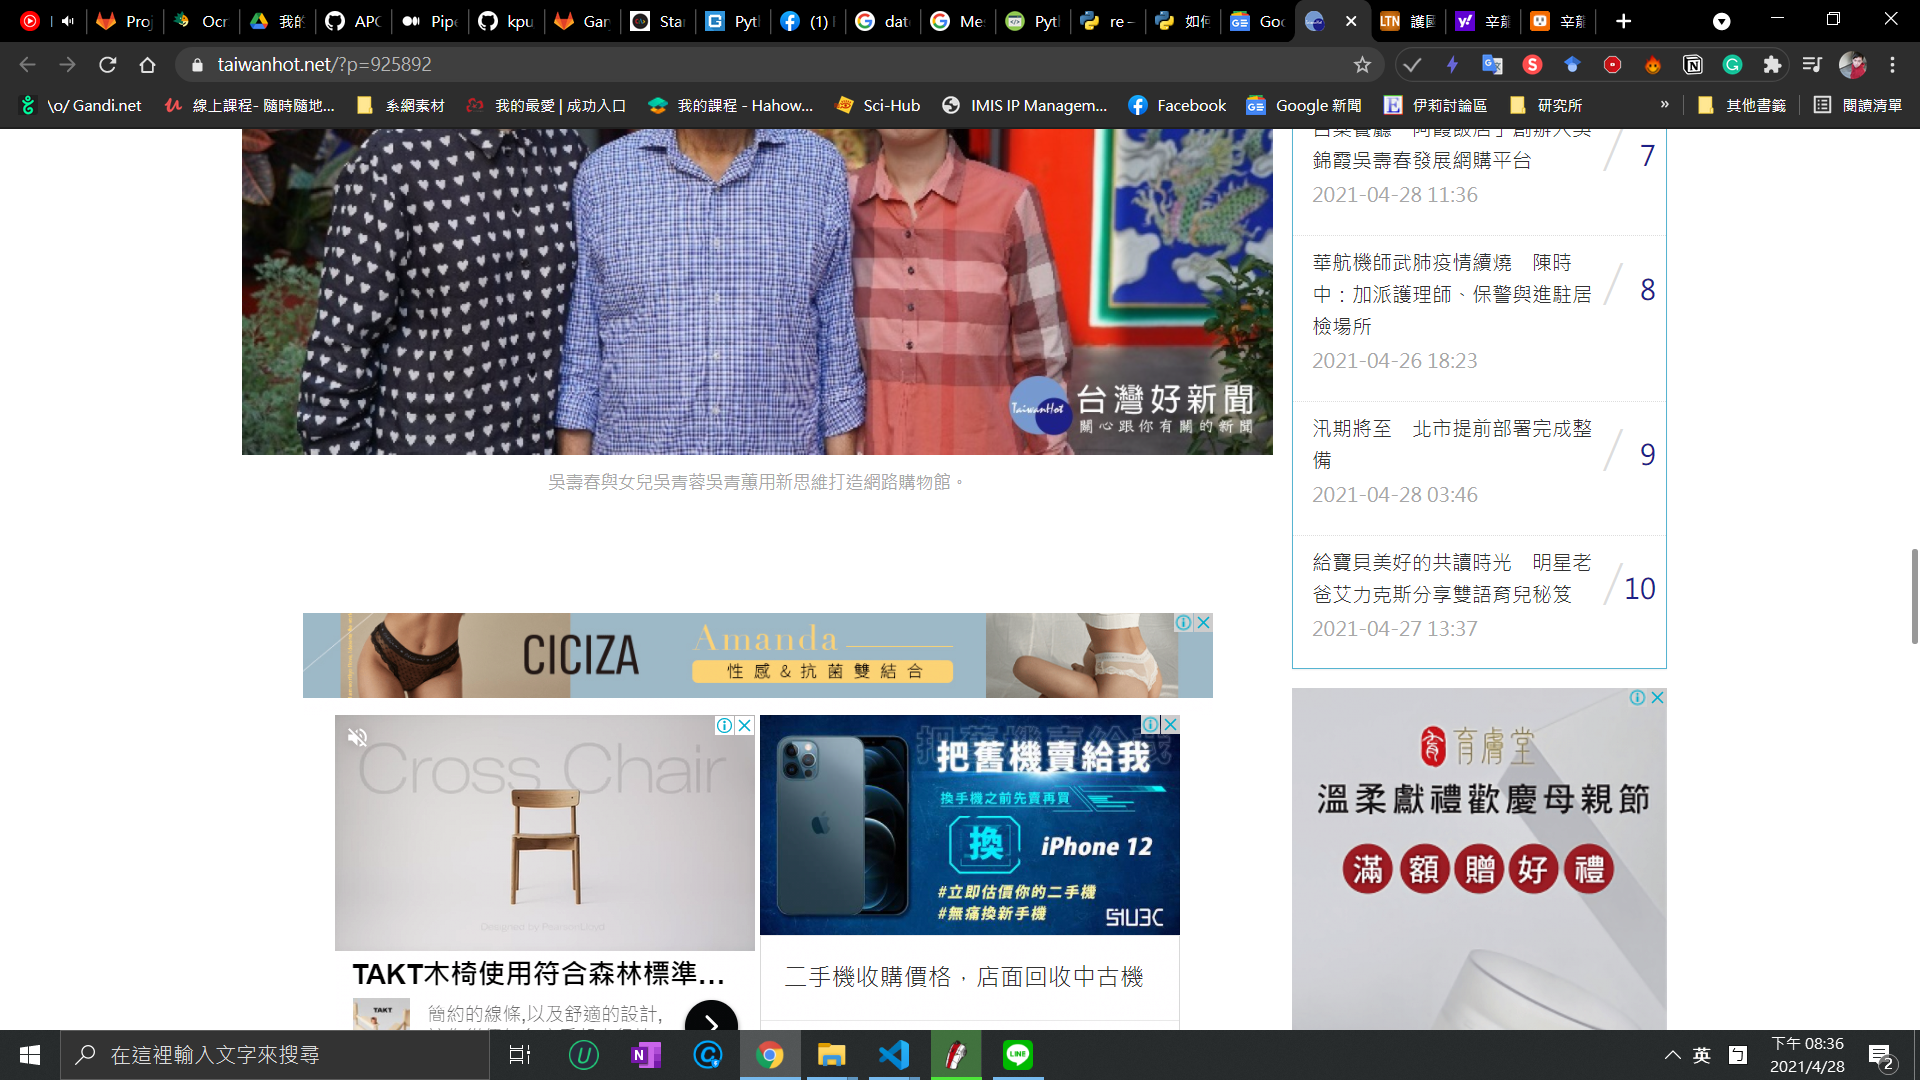 Proj
Ocr
我的
APC
Pipe
kpu
Gan
Star
Pyt
(1)
date
Me
Pyt
re –
如何
Goo
護國
辛龍
辛龍
taiwanhot.net/?p=925892
\o/ Gandi.net
線上課程- 隨時隨地...
系網素材
我的最愛 | 成功入口
我的課程 - Hahow...
Sci-Hub
IMIS IP Managem...
Facebook
Google 新聞
伊莉討論區
研究所
»
其他書籤
閱讀清單
錦霞吳壽春發展網購平台
7
2021-04-28 11:36
華航機師武肺疫情續燒　陳時
中：加派護理師、保警與進駐居
檢場所
8
2021-04-26 18:23
汛期將至　北市提前部署完成整
備
9
2021-04-28 03:46
給寶貝美好的共讀時光　明星老
爸艾力克斯分享雙語育兒秘笈
10
2021-04-27 13:37
TaiwanHot
台灣好新聞
關心跟你有關的新聞
吳壽春與女兒吳青蓉吳青蕙用新思維打造網路購物館。
CICIZA
Amanda
性感&抗菌雙結合
Cross Chair
Designed by PearsonLloyd
TAKT木椅使用符合森林標準...
TAKT
簡約的線條,以及舒適的設計,
把舊機賣給我
換手機之前先賣再買
換
iPhone 12
#立即估價你的二手機
#無痛換新手機
SIU3C
二手機收購價格，店面回收中古機
育膚堂
溫柔獻禮歡慶母親節
滿額贈好禮
在這裡輸入文字來搜尋
英
下午 08:36
2021/4/28
2